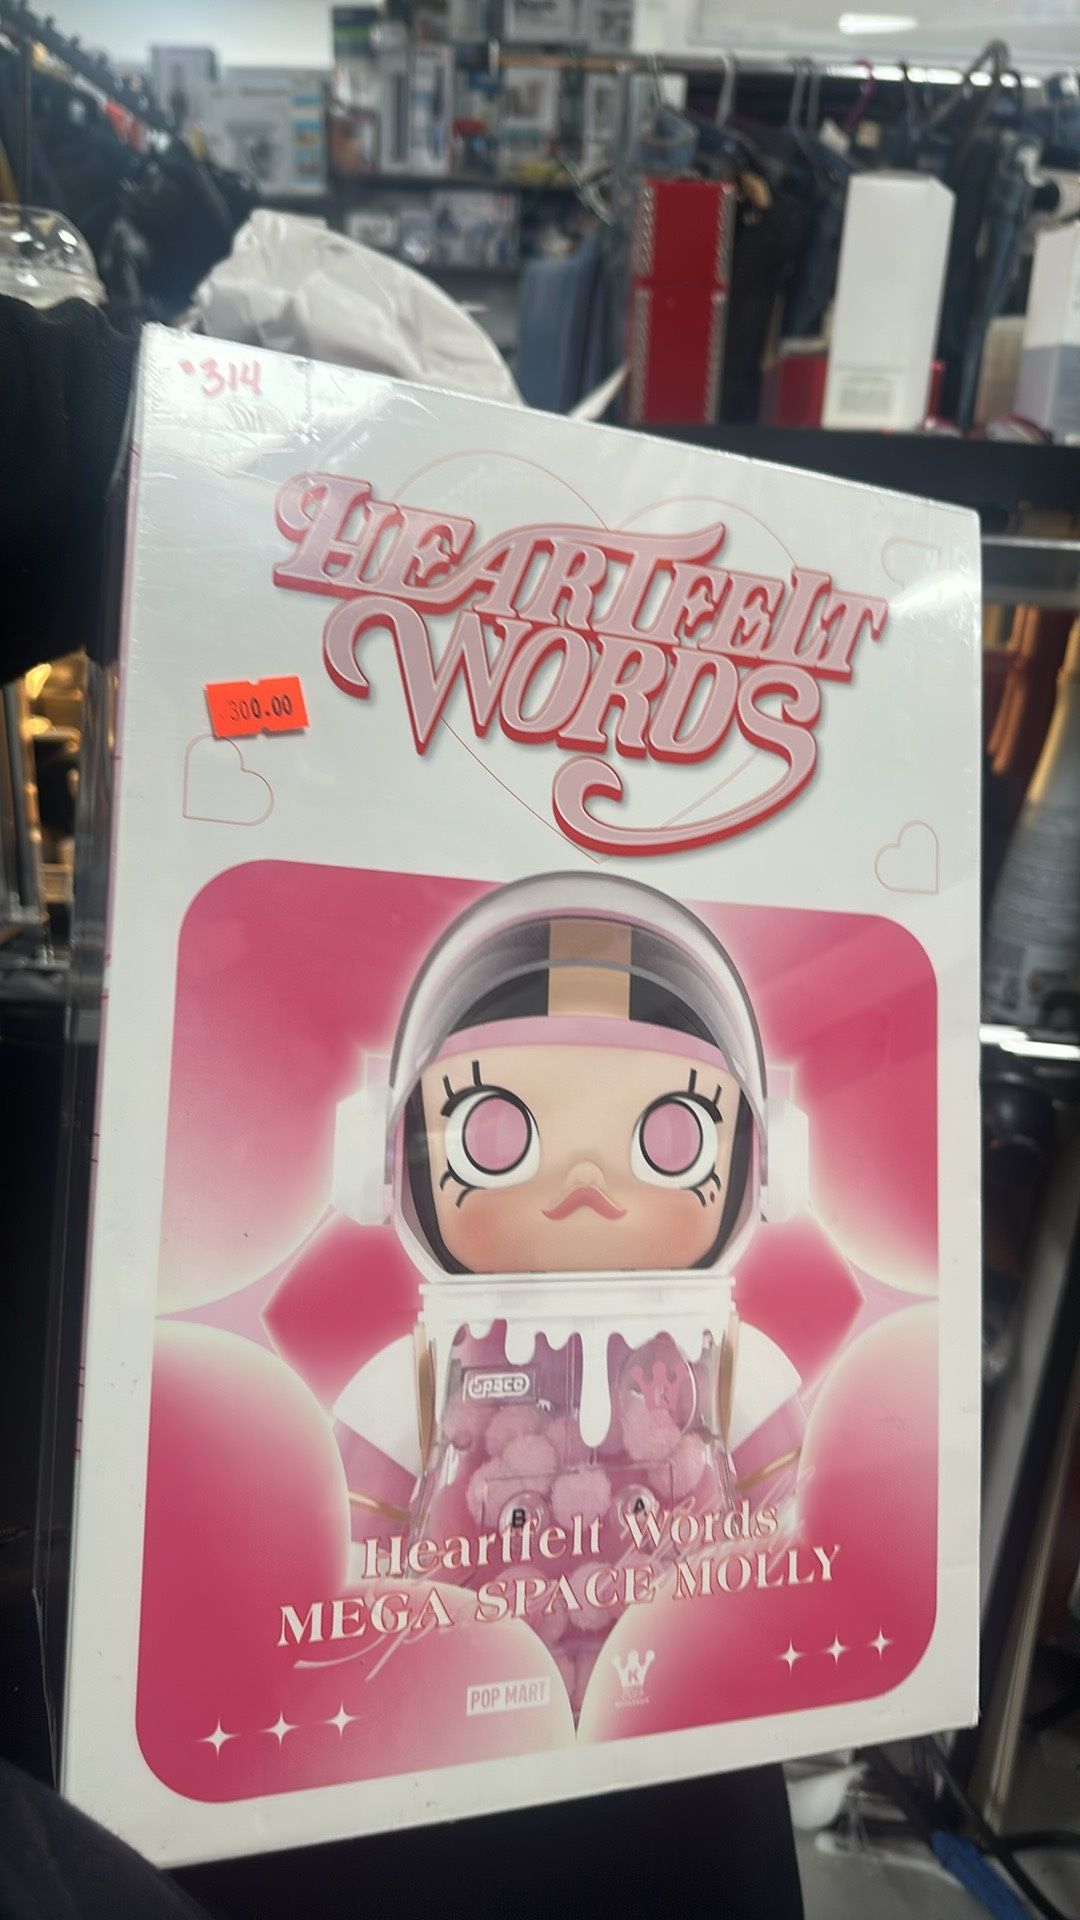 314
HEARTFELT
WORDS
300.00
Space
B A
Heartfelt Words
MEGA SPACE MOLLY
POP MART
K